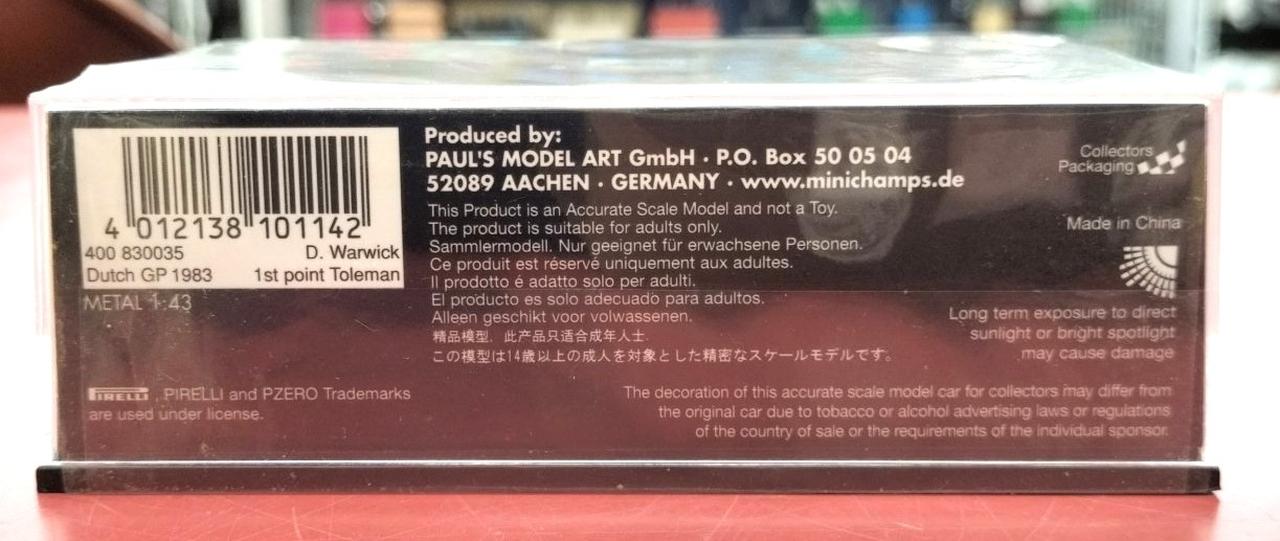 4 012138 101142
400 830035 D. Warwick
Dutch GP 1983 1st point Toleman
METAL 1:43
PIRELLI , PIRELLI and PZERO Trademarks
are used under license.
Produced by:
PAUL'S MODEL ART GmbH · P.O. Box 50 05 04
52089 AACHEN · GERMANY · www.minichamps.de
This Product is an Accurate Scale Model and not a Toy.
The product is suitable for adults only.
Sammlermodell. Nur geeignet für erwachsene Personen.
Ce produit est réservé uniquement aux adultes.
Il prodotto é adatto solo per adulti.
El producto es solo adecuado para adultos.
Alleen geschikt voor volwassenen.
精品模型. 此产品只适合成年人士.
この模型は14歳以上の成人を対象とした精密なスケールモデルです。
Collectors
Packaging
Made in China
Long term exposure to direct
sunlight or bright spotlight
may cause damage
The decoration of this accurate scale model car for collectors may differ from
the original car due to tobacco or alcohol advertising laws or regulations
of the country of sale or the requirements of the individual sponsor.